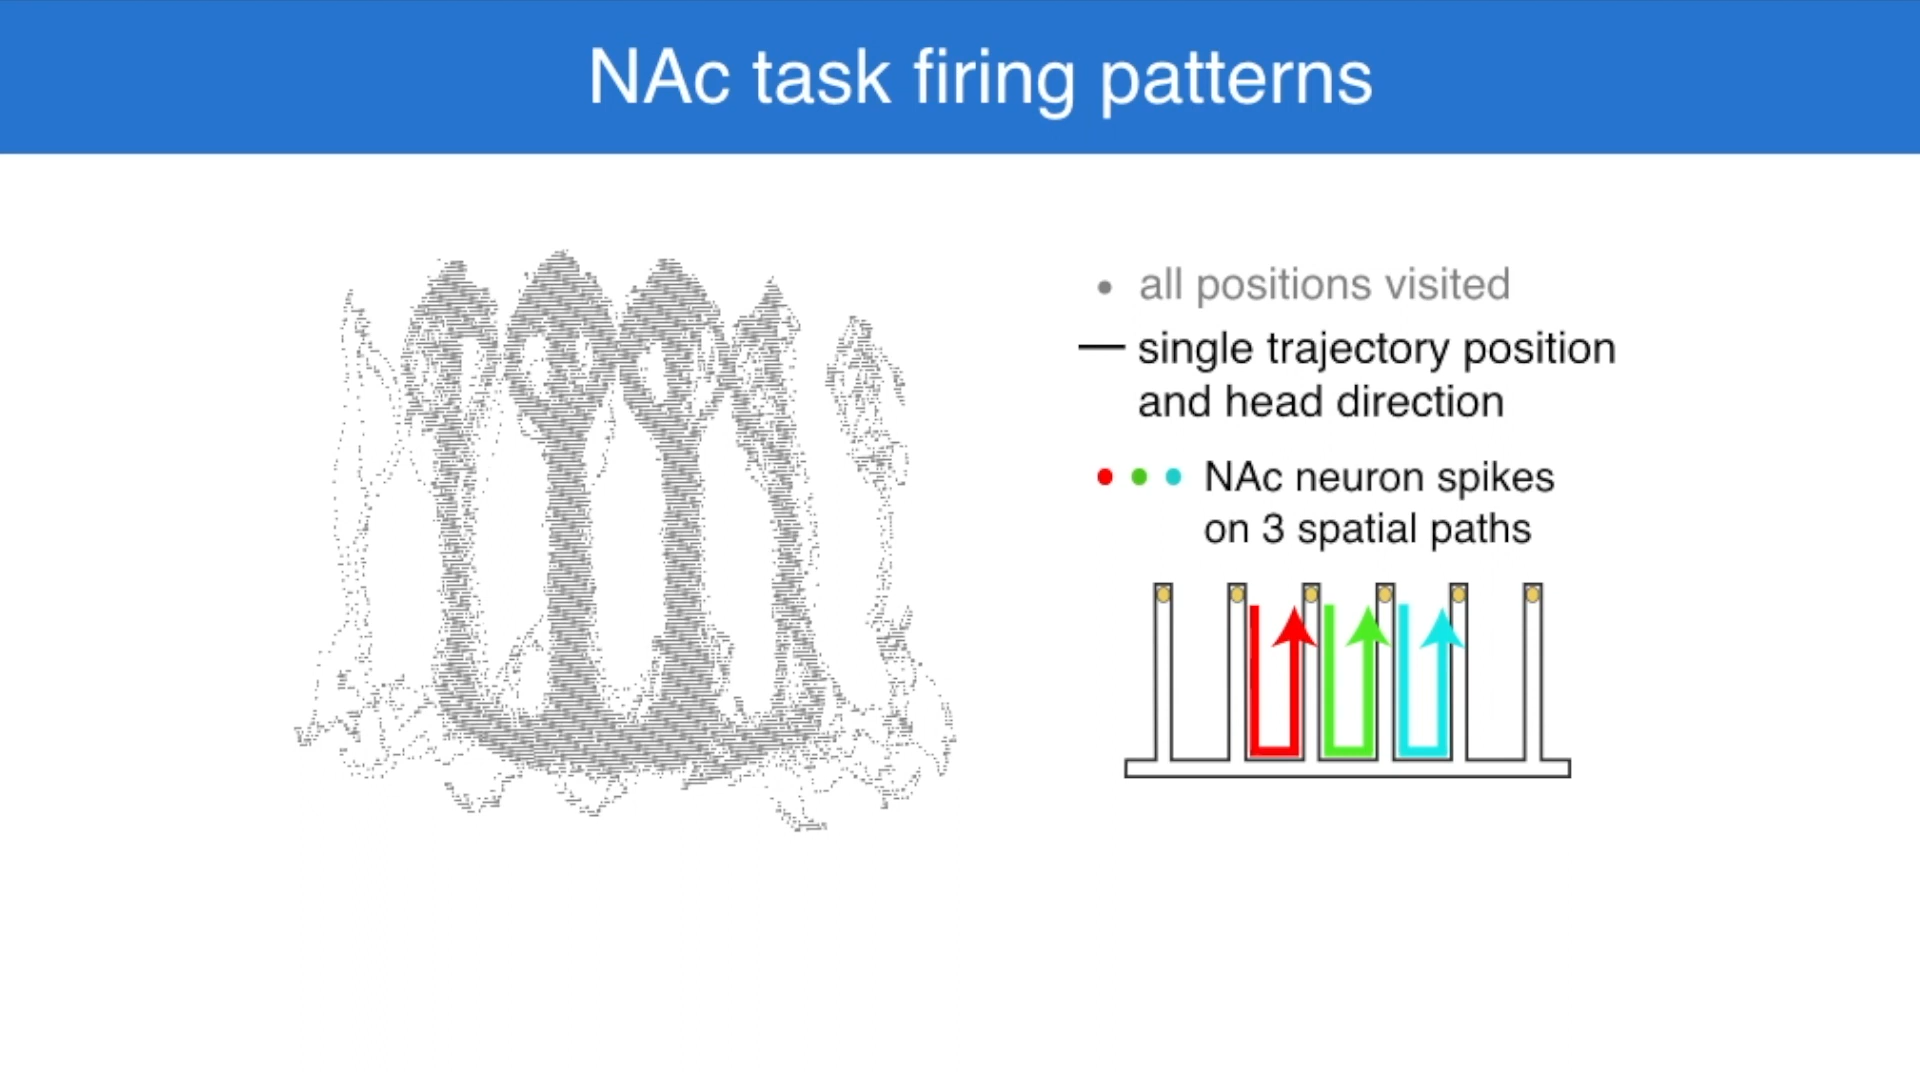 NAc task firing patterns
all positions visited
single trajectory position
and head direction
NAc neuron spikes
on 3 spatial paths